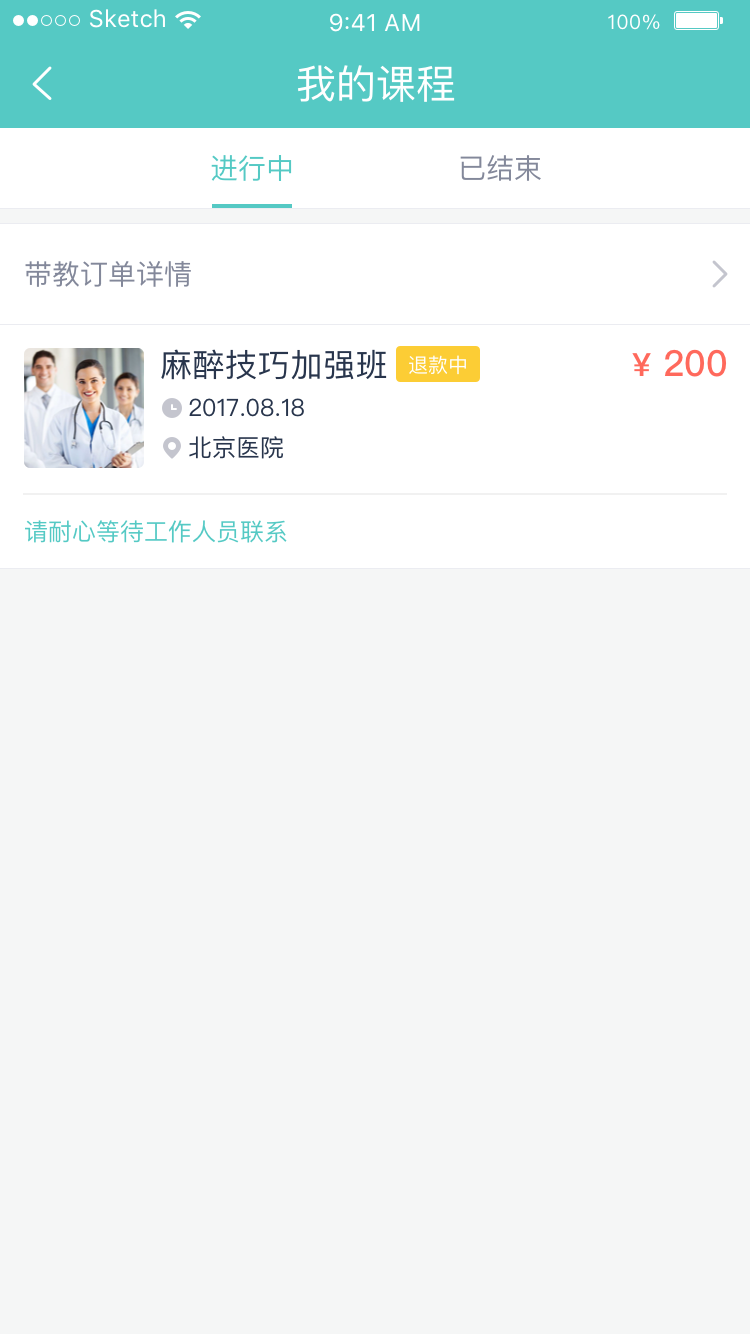 Sketch 9:41 AM 100%
我的课程
进行中 已结束
带教订单详情
麻醉技巧加强班 退款中 ¥ 200
2017.08.18
北京医院
请耐心等待工作人员联系